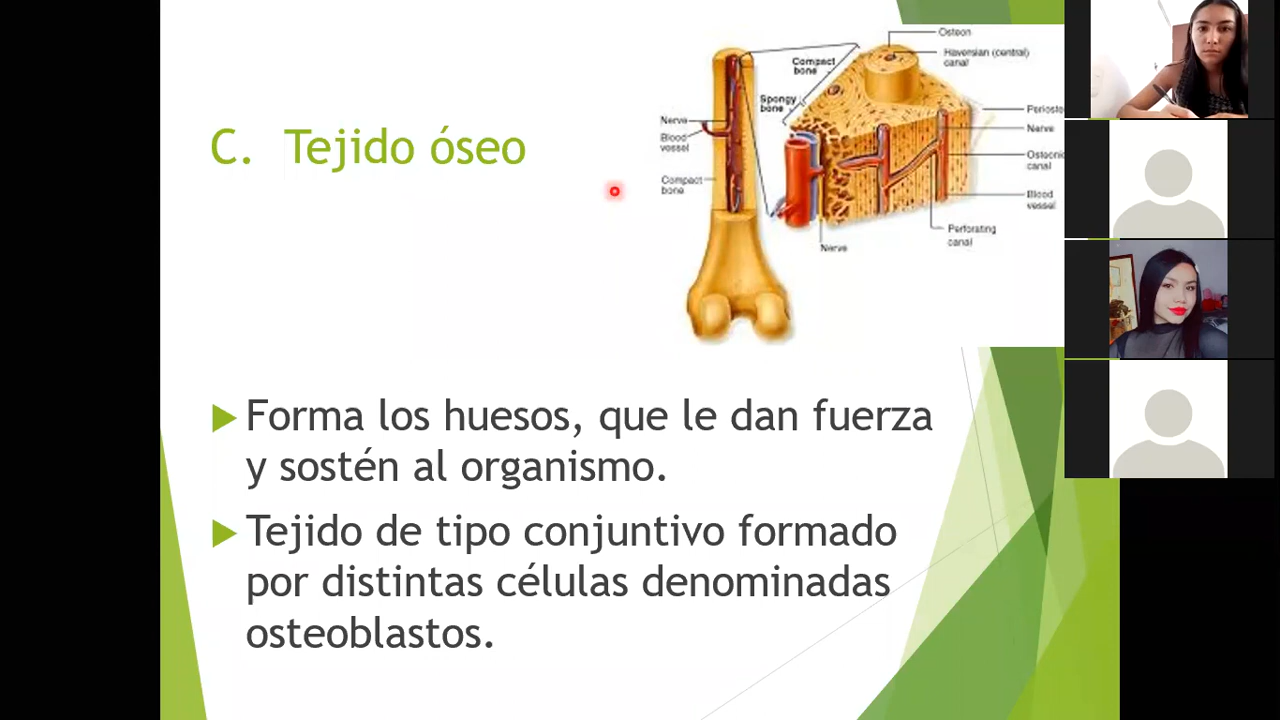 C. Tejido óseo
Osteon
Haversian (central)
canal
Compact
bone
Spongy
bone
Nerve
Blood
vessel
Compact
bone
Nerve
Osteonic
canal
Blood
vessel
Perforating
canal
Nerve
Forma los huesos, que le dan fuerza
y sostén al organismo.
Tejido de tipo conjuntivo formado
por distintas células denominadas
osteoblastos.